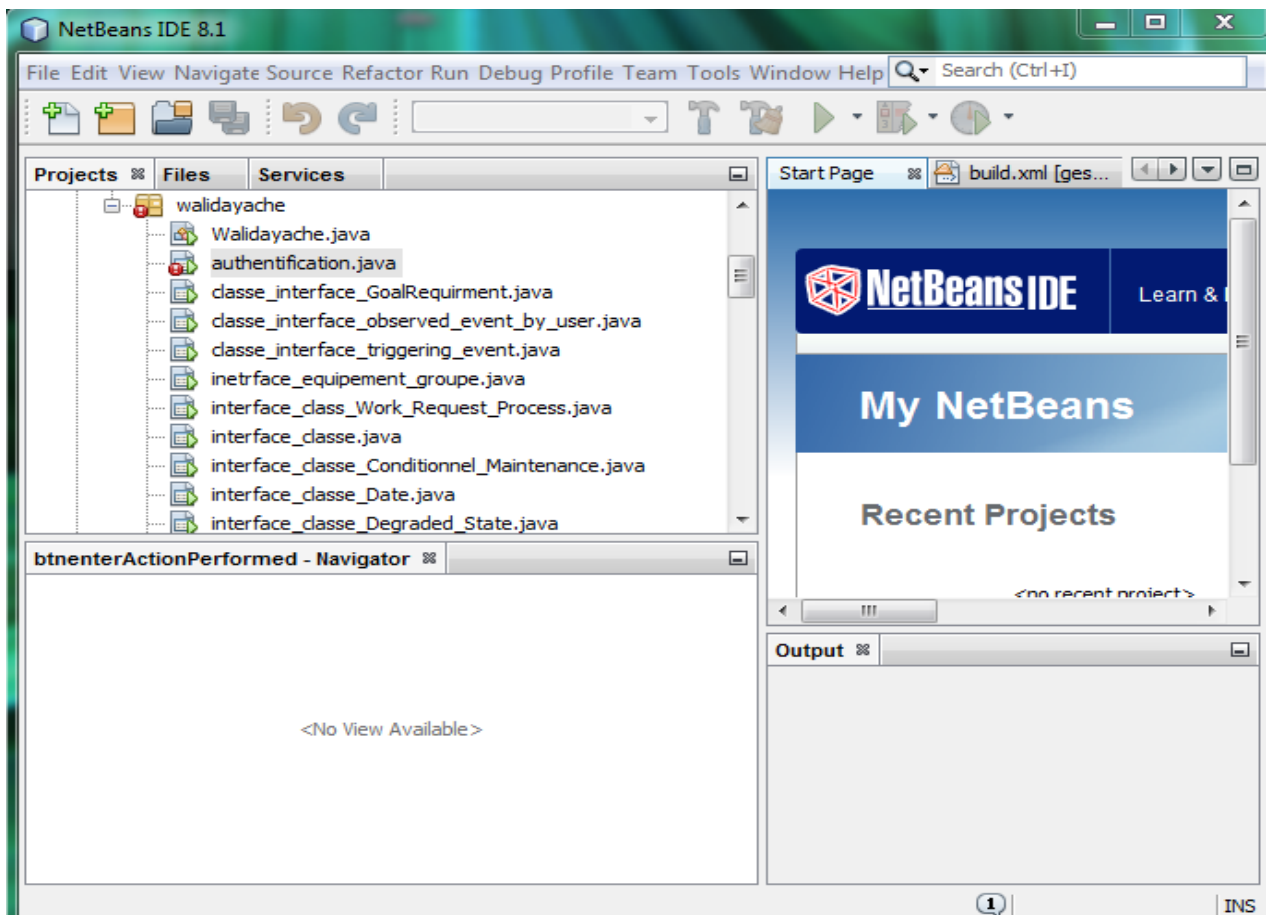 NetBeans IDE 8.1
File Edit View Navigate Source Refactor Run Debug Profile Team Tools Window Help Search (Ctrl+I)
Projects Files Services
walidayache
Walidayache.java
authentification.java
classe_interface_GoalRequirment.java
classe_interface_observed_event_by_user.java
classe_interface_triggering_event.java
inetrface_equipement_groupe.java
interface_class_Work_Request_Process.java
interface_classe.java
interface_classe_Conditionnel_Maintenance.java
interface_classe_Date.java
interface_classe_Degraded_State.java
btnenterActionPerformed - Navigator
<No View Available>
Start Page build.xml [ges...
NetBeans IDE Learn &
My NetBeans
Recent Projects
<no recent project>
Output
1 INS